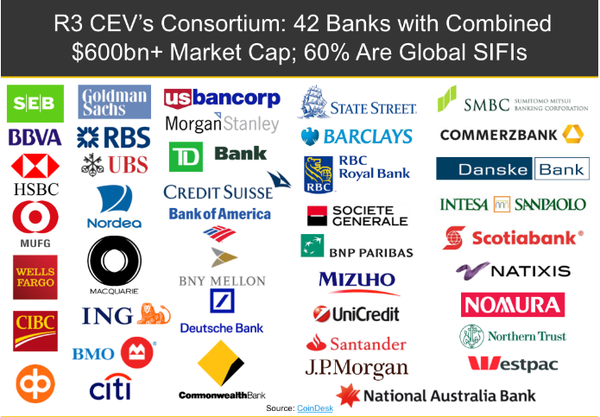 R3 CEV's Consortium: 42 Banks with Combined
$600bn+ Market Cap; 60% Are Global SIFIs
SEB
BBVA
HSBC
MUFG
WELLS
FARGO
CIBC
Goldman
Sachs
RBS
UBS
Nordea
MACQUARIE
ING
BMO
citi
usbancorp
Morgan Stanley
TD Bank
CREDIT SUISSE
Bank of America
BNY MELLON
Deutsche Bank
CommonwealthBank
STATE STREET.
BARCLAYS
RBC
RBC
Royal Bank
SOCIETE
GENERALE
BNP PARIBAS
MIZUHO
UniCredit
Santander
J.P.Morgan
National Australia Bank
SMBC
SUMITOMO MITSUI
BANKING CORPORATION
COMMERZBANK
Danske Bank
INTESA SANPAOLO
Scotiabank
NATIXIS
NOMURA
Northern Trust
Westpac
Source: CoinDesk